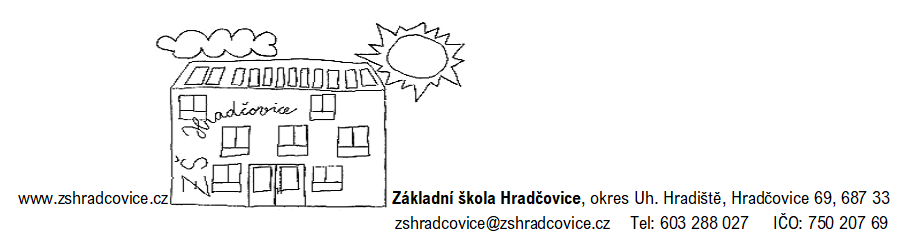 ZŠ Hradčovice
www.zshradcovice.cz
Základní škola Hradčovice, okres Uh. Hradiště, Hradčovice 69, 687 33
zshradcovice@zshradcovice.cz Tel: 603 288 027 IČO: 750 207 69